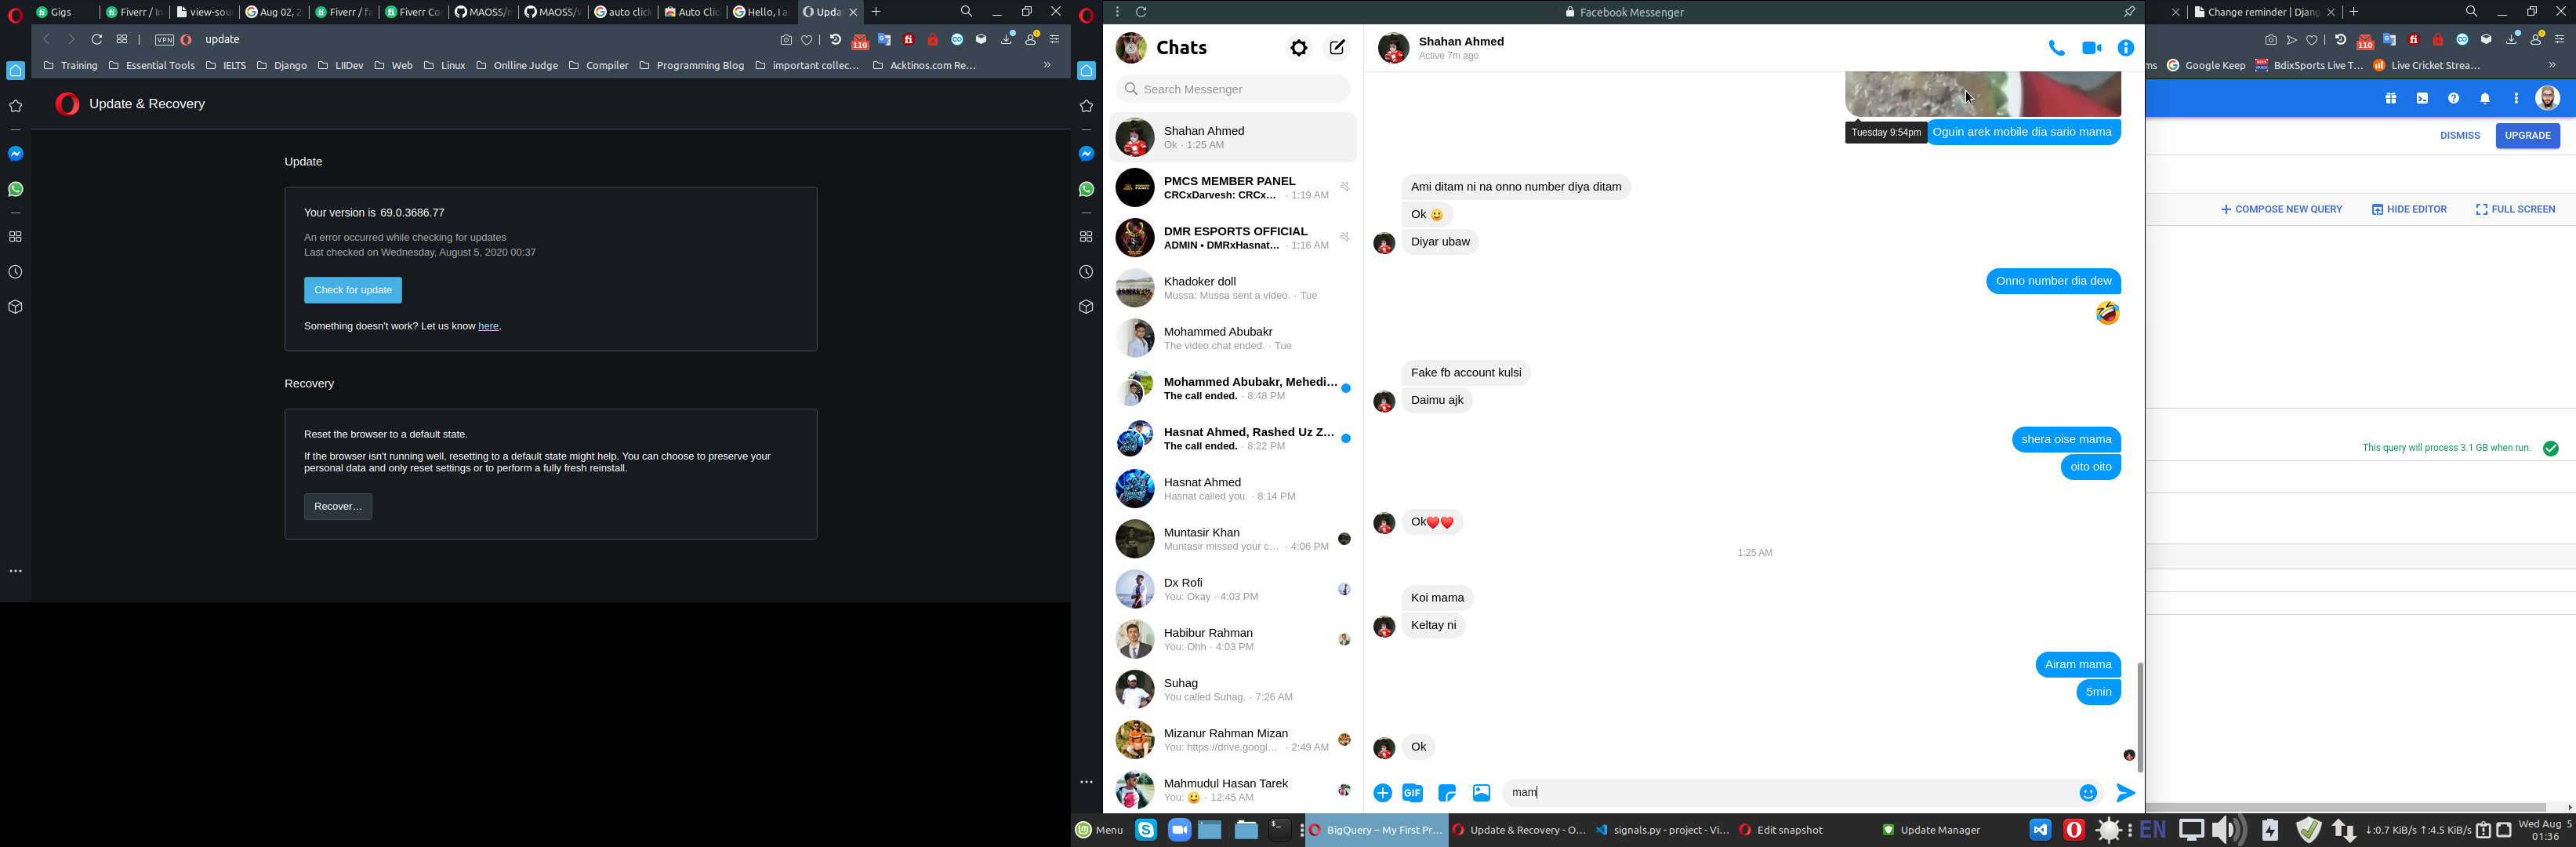 Gigs
Fiverr / In
view-sou
Aug 02, 2
Fiverr / fa
Fiverr Co
MAOSS/r
MAOSS/v
auto click
Auto Clic
Hello, I a
Upda
VPN
update
110
Training
Essential Tools
IELTS
Django
LIIDev
Web
Linux
Onlline Judge
Compiler
Programming Blog
important collec...
Acktinos.com Re...
»
Update & Recovery
Update
Your version is 69.0.3686.77
An error occurred while checking for updates
Last checked on Wednesday, August 5, 2020 00:37
Check for update
Something doesn't work? Let us know here.
Recovery
Reset the browser to a default state.
If the browser isn't running well, resetting to a default state might help. You can choose to preserve your
personal data and only reset settings or to perform a fully fresh reinstall.
Recover…
Facebook Messenger
Chats
Search Messenger
Shahan Ahmed
Ok · 1:25 AM
PMCS MEMBER PANEL
CRCxDarvesh: CRCx... · 1:19 AM
DMR ESPORTS OFFICIAL
ADMIN • DMRxHasnat... · 1:16 AM
Khadoker doll
Mussa: Mussa sent a video. · Tue
Mohammed Abubakr
The video chat ended. · Tue
Mohammed Abubakr, Mehedi...
The call ended. · 8:48 PM
Hasnat Ahmed, Rashed Uz Z...
The call ended. · 8:22 PM
Hasnat Ahmed
Hasnat called you. · 8:14 PM
Muntasir Khan
Muntasir missed your c... · 4:06 PM
Dx Rofi
You: Okay · 4:03 PM
Habibur Rahman
You: Ohh · 4:03 PM
Suhag
You called Suhag. · 7:26 AM
Mizanur Rahman Mizan
You: https://drive.googl... · 2:49 AM
Mahmudul Hasan Tarek
You: 🙂 · 12:45 AM
Shahan Ahmed
Active 7m ago
Tuesday 9:54pm
Oguin arek mobile dia sario mama
Ami ditam ni na onno number diya ditam
Ok 🙂
Diyar ubaw
Onno number dia dew
🤣
Fake fb account kulsi
Daimu ajk
shera oise mama
oito oito
Ok❤️❤️
1:25 AM
Koi mama
Keltay ni
Airam mama
5min
Ok
GIF
mam
Change reminder | Djang
110
ms
Google Keep
BdixSports Live T...
Live Cricket Strea...
»
DISMISS
UPGRADE
+ COMPOSE NEW QUERY
HIDE EDITOR
FULL SCREEN
This query will process 3.1 GB when run.
Menu
BigQuery – My First Pr...
Update & Recovery - O...
signals.py - project - Vi...
Edit snapshot
Update Manager
EN
↓:0.7 KiB/s ↑:4.5 KiB/s
Wed Aug 5
01:36